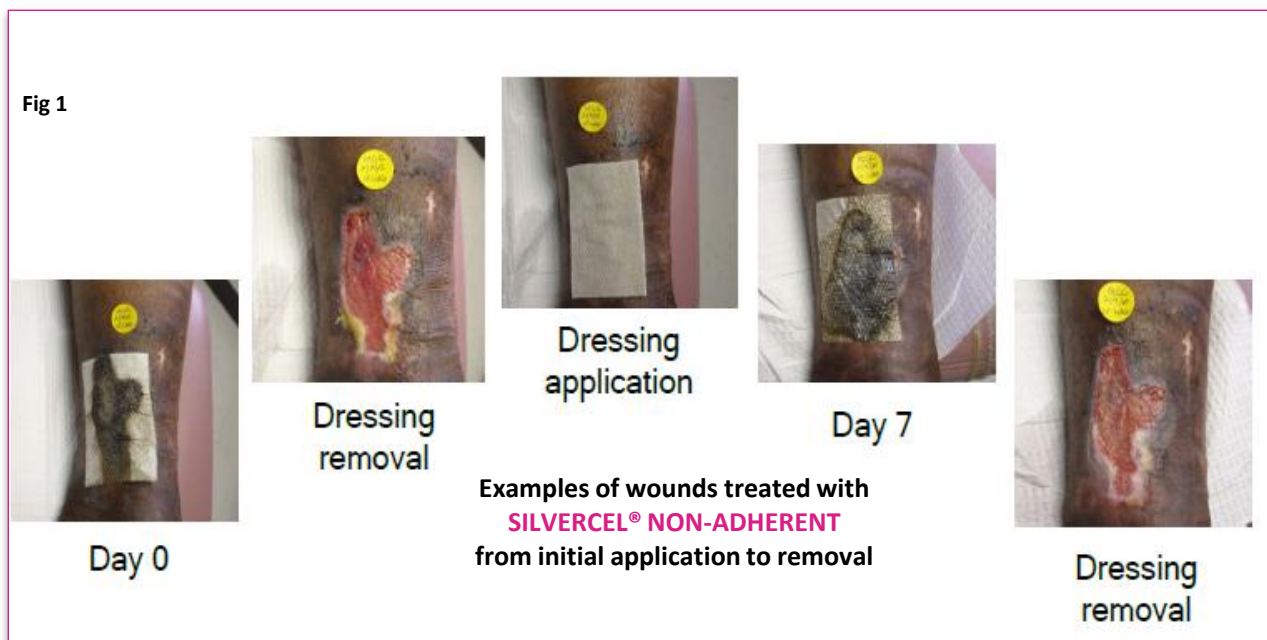 Fig 1
Day 0
Dressing
removal
Dressing
application
Day 7
Dressing
removal
Examples of wounds treated with
SILVERCEL® NON-ADHERENT
from initial application to removal